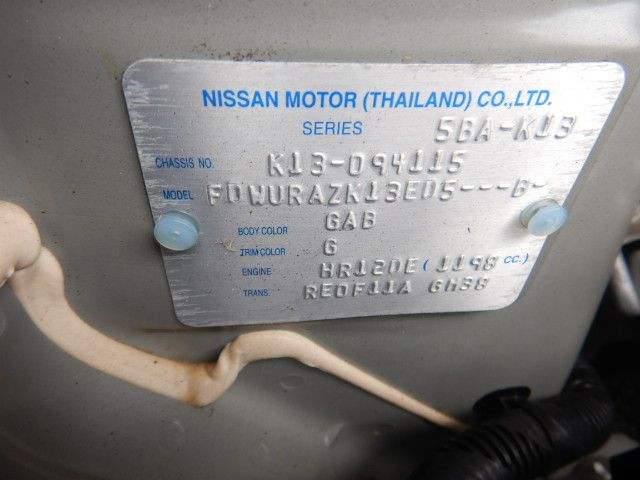 NISSAN MOTOR (THAILAND) CO.,LTD.
SERIES 5BA-K13
CHASSIS NO. K13-094115
MODEL FDWURAZK13ED5---B-
BODY COLOR GAB
TRIM COLOR G
ENGINE HR12DE ( 1198 CC.)
TRANS RE0F11A GH38